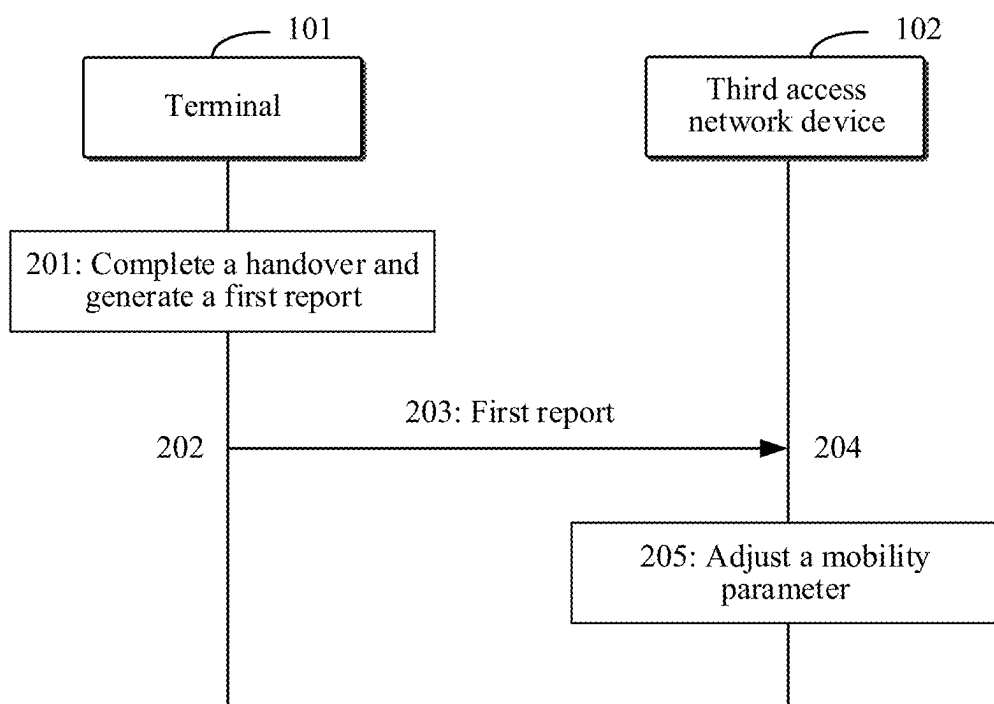 101
102
Terminal
Third access
network device
201: Complete a handover and
generate a first report
203: First report
202
204
205: Adjust a mobility
parameter